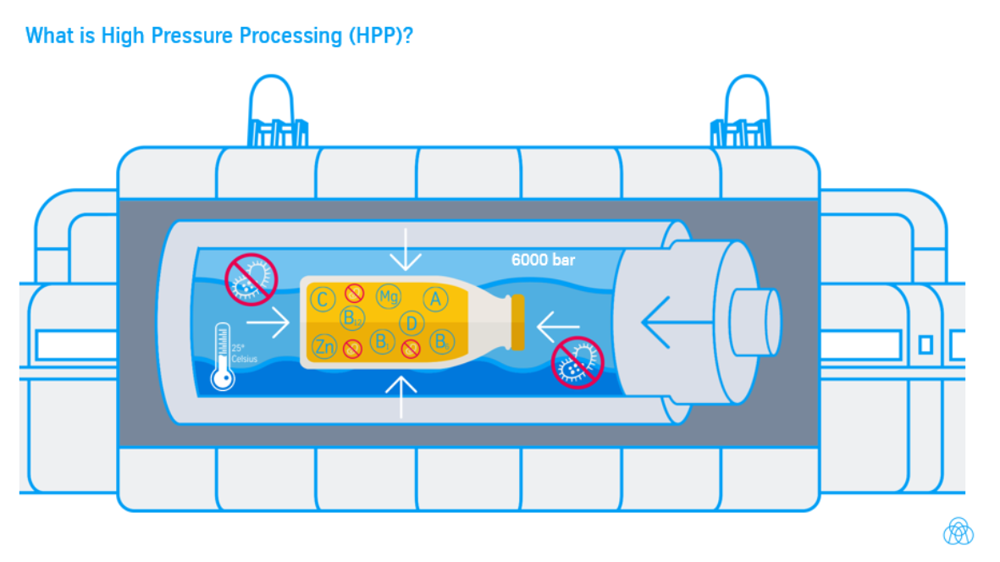 What is High Pressure Processing (HPP)?
6000 bar
C
Mg
A
B12
D
Zn
B1
B6
25°
Celsius